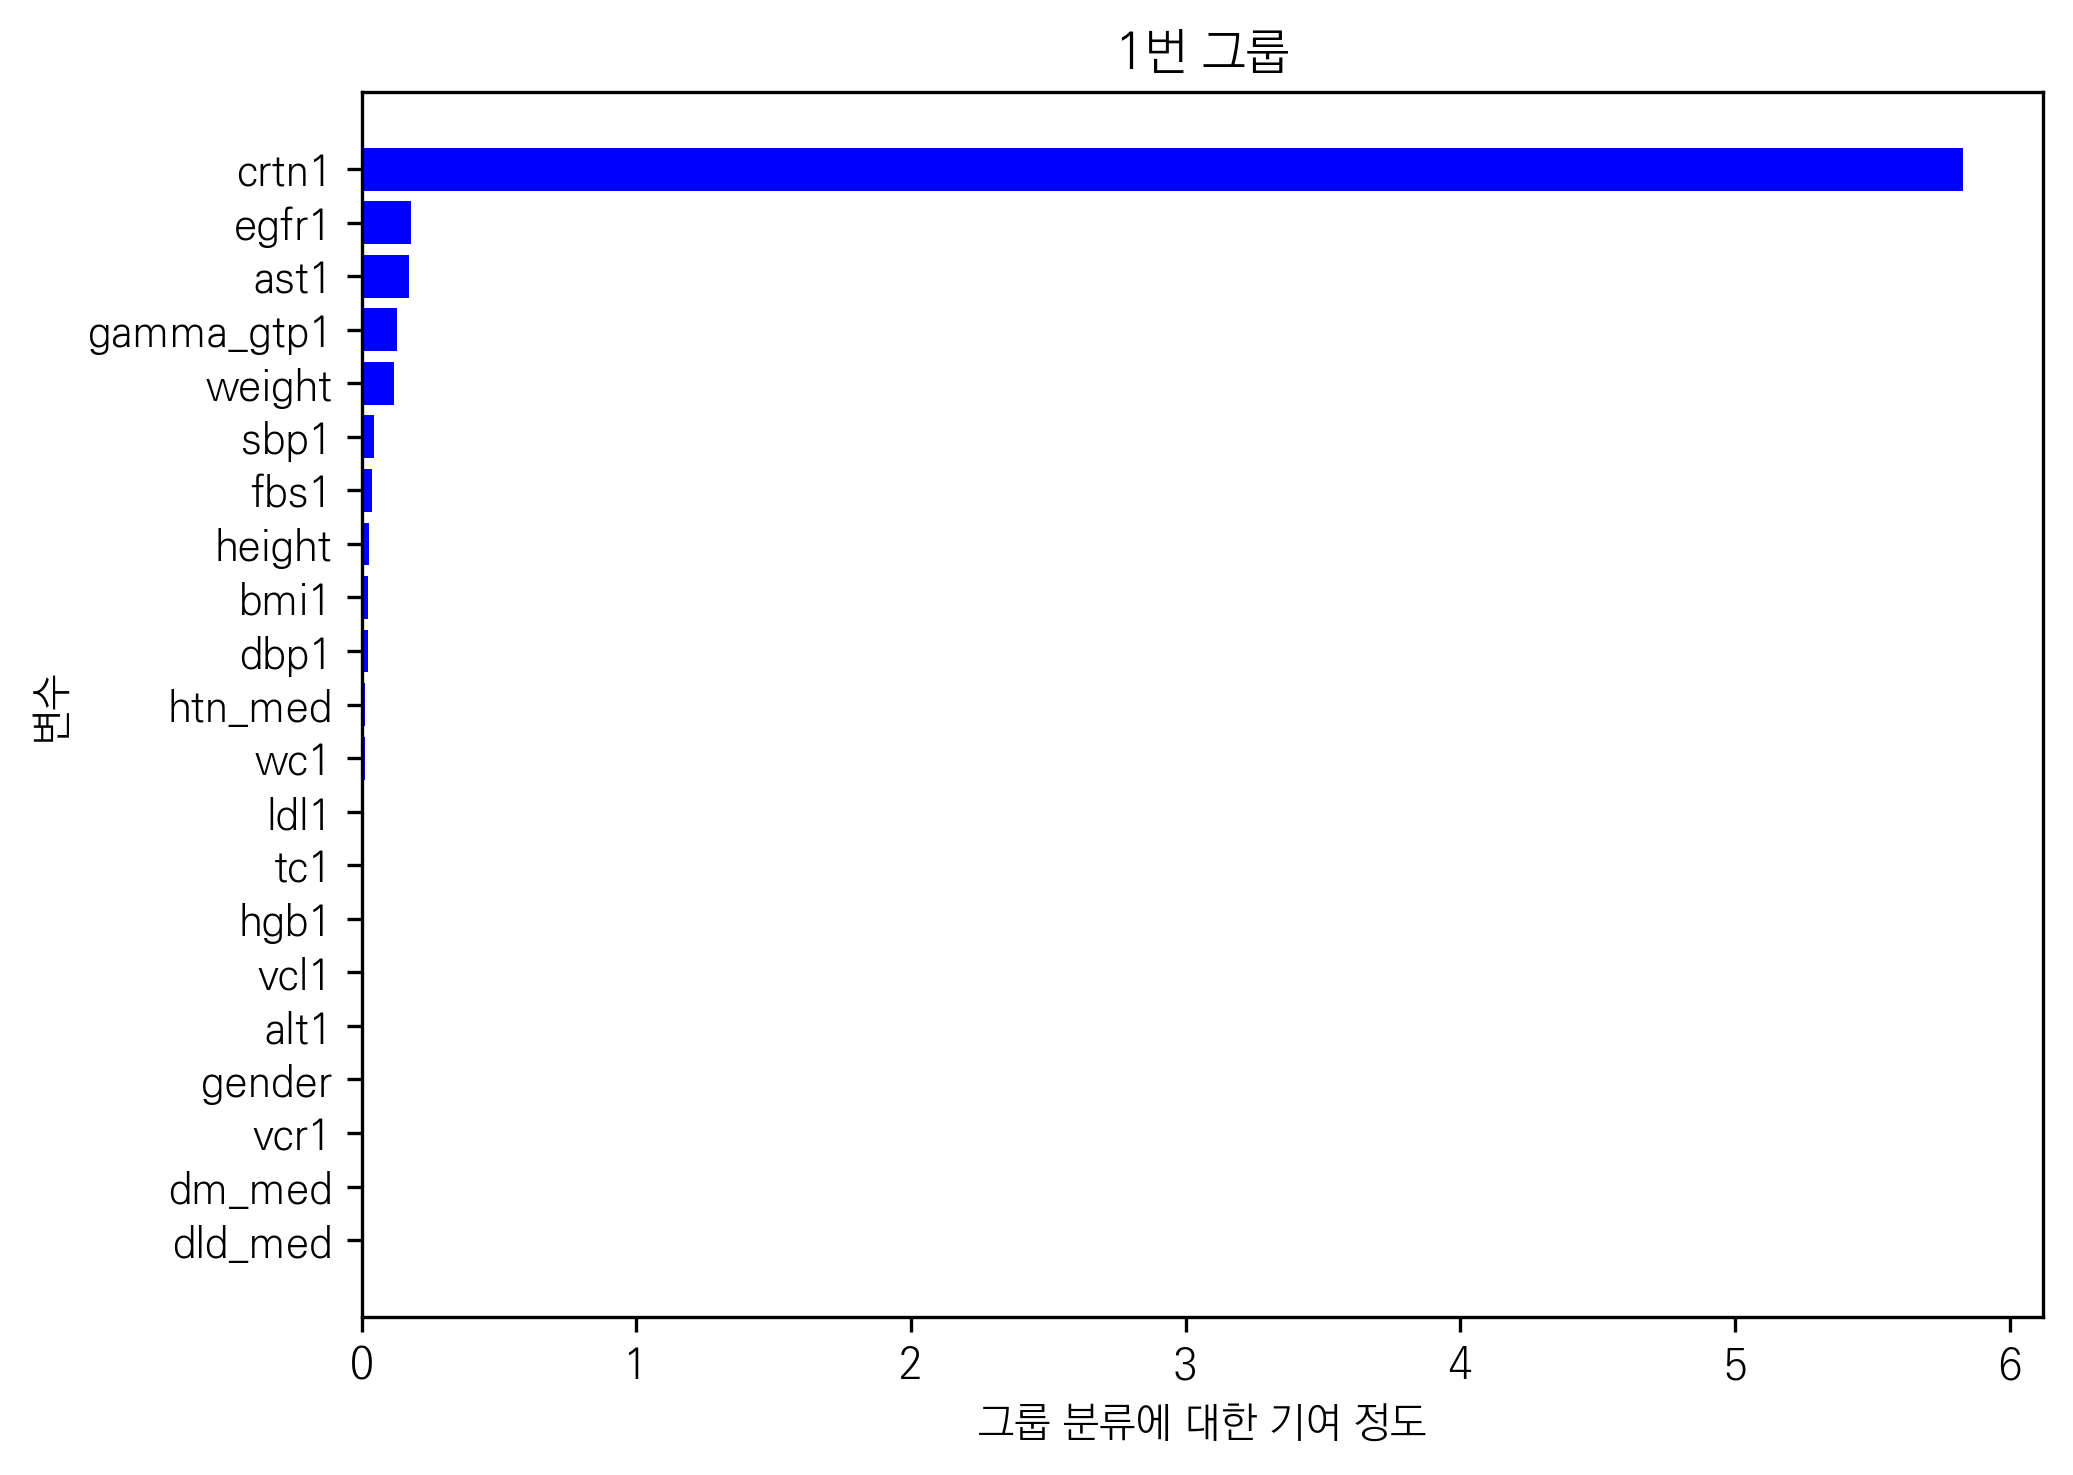 1번 그룹
crtn1
egfr1
ast1
gamma_gtp1
weight
sbp1
fbs1
height
bmi1
dbp1
htn_med
wc1
ldl1
tc1
hgb1
vcl1
alt1
gender
vcr1
dm_med
dld_med
변수
0 1 2 3 4 5 6
그룹 분류에 대한 기여 정도